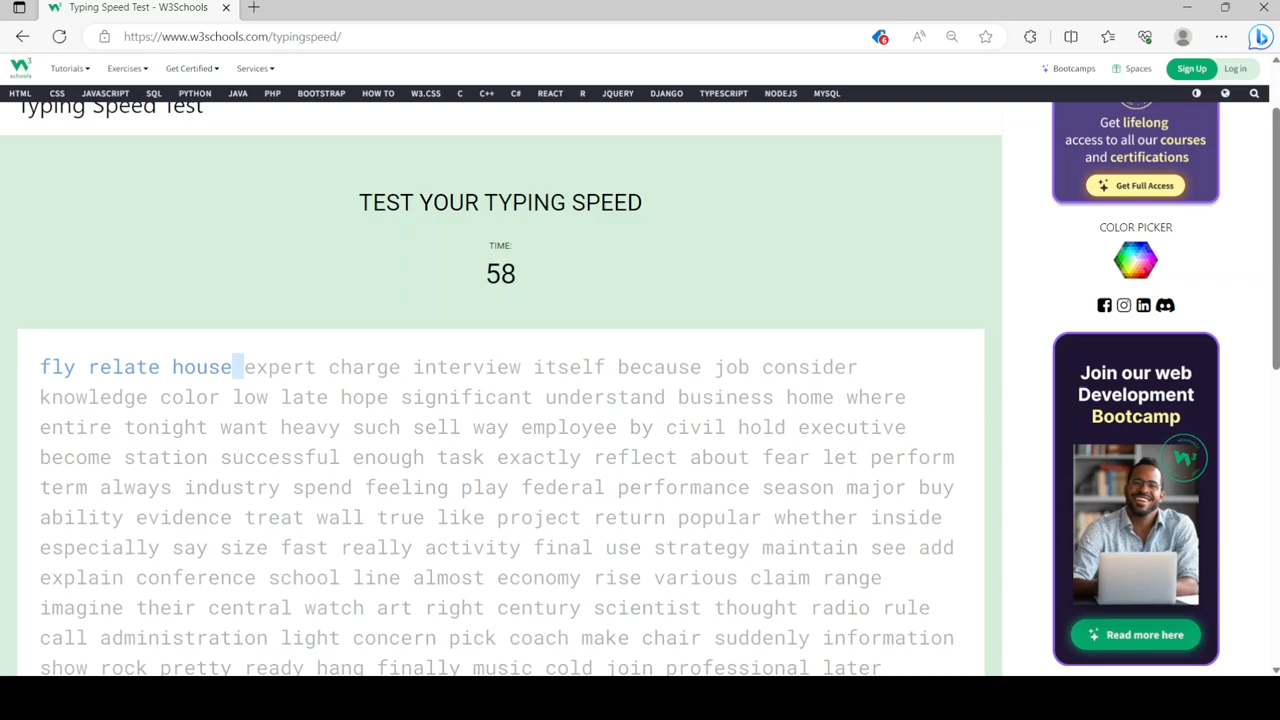 Typing Speed Test - W3Schools
https://www.w3schools.com/typingspeed/
6
W3 schools
Tutorials Exercises Get Certified Services
Bootcamps Spaces Sign Up Log in
HTML CSS JAVASCRIPT SQL PYTHON JAVA PHP BOOTSTRAP HOW TO W3.CSS C C++ C# REACT R JQUERY DJANGO TYPESCRIPT NODEJS MYSQL
Typing Speed Test
TEST YOUR TYPING SPEED
TIME:
58
fly relate house expert charge interview itself because job consider
knowledge color low late hope significant understand business home where
entire tonight want heavy such sell way employee by civil hold executive
become station successful enough task exactly reflect about fear let perform
term always industry spend feeling play federal performance season major buy
ability evidence treat wall true like project return popular whether inside
especially say size fast really activity final use strategy maintain see add
explain conference school line almost economy rise various claim range
imagine their central watch art right century scientist thought radio rule
call administration light concern pick coach make chair suddenly information
show rock pretty ready hang finally music cold join professional later
Get lifelong
access to all our courses
and certifications
Get Full Access
COLOR PICKER
Join our web
Development
Bootcamp
W3
Read more here